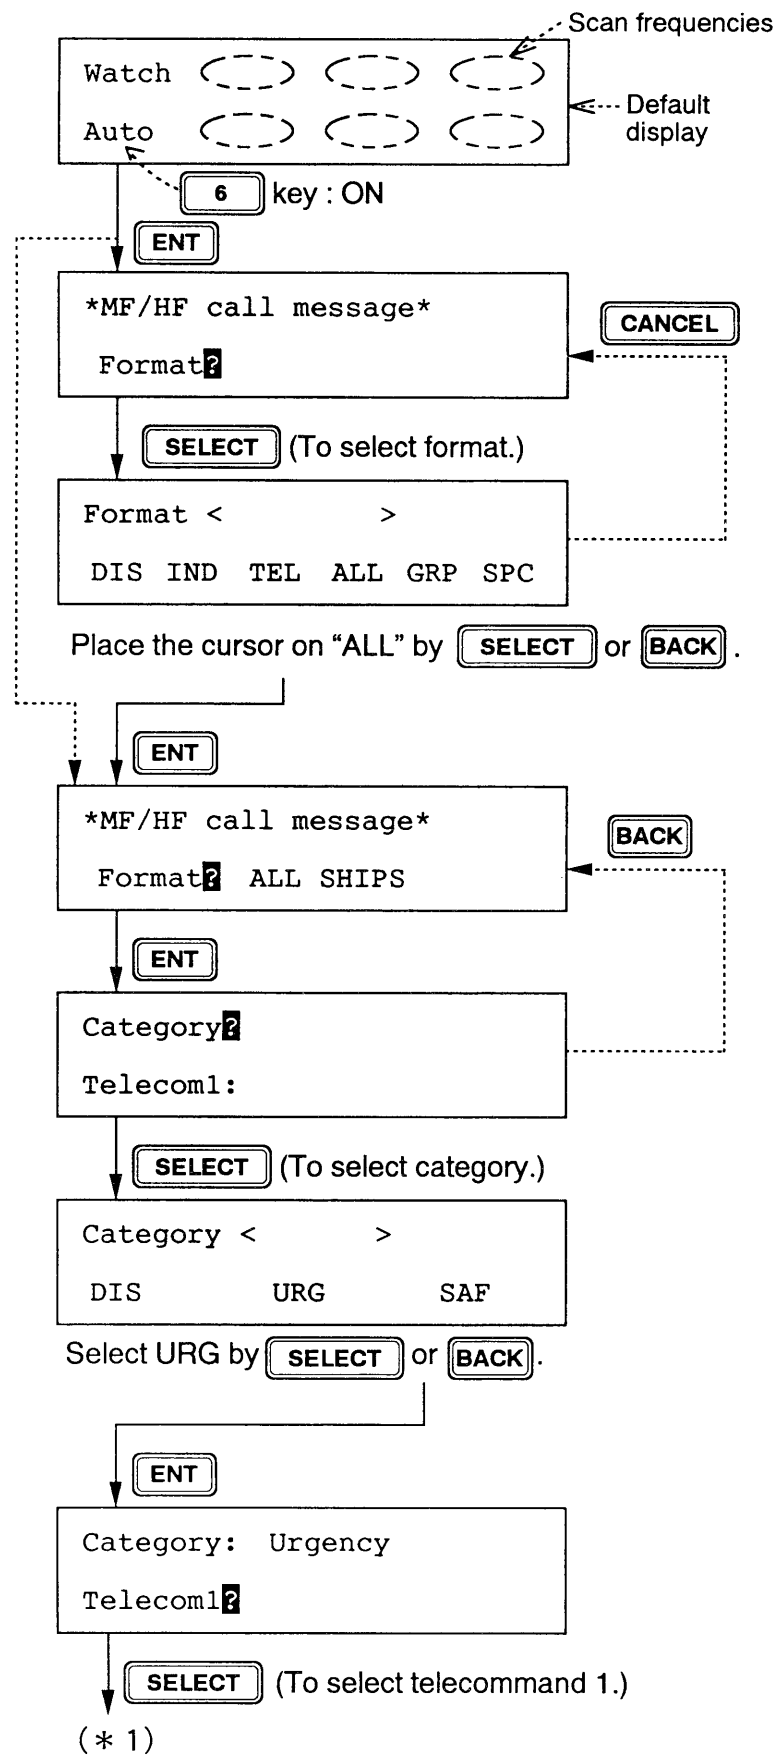 Scan frequencies
Watch
Default
display
Auto
6 key : ON
ENT
*MF/HF call message*
CANCEL
Format?
SELECT (To select format.)
Format < >
DIS IND TEL ALL GRP SPC
Place the cursor on “ALL” by SELECT or BACK .
ENT
*MF/HF call message*
BACK
Format? ALL SHIPS
ENT
Category?
Telecom1:
SELECT (To select category.)
Category < >
DIS URG SAF
Select URG by SELECT or BACK .
ENT
Category: Urgency
Telecom1?
SELECT (To select telecommand 1.)
(* 1)